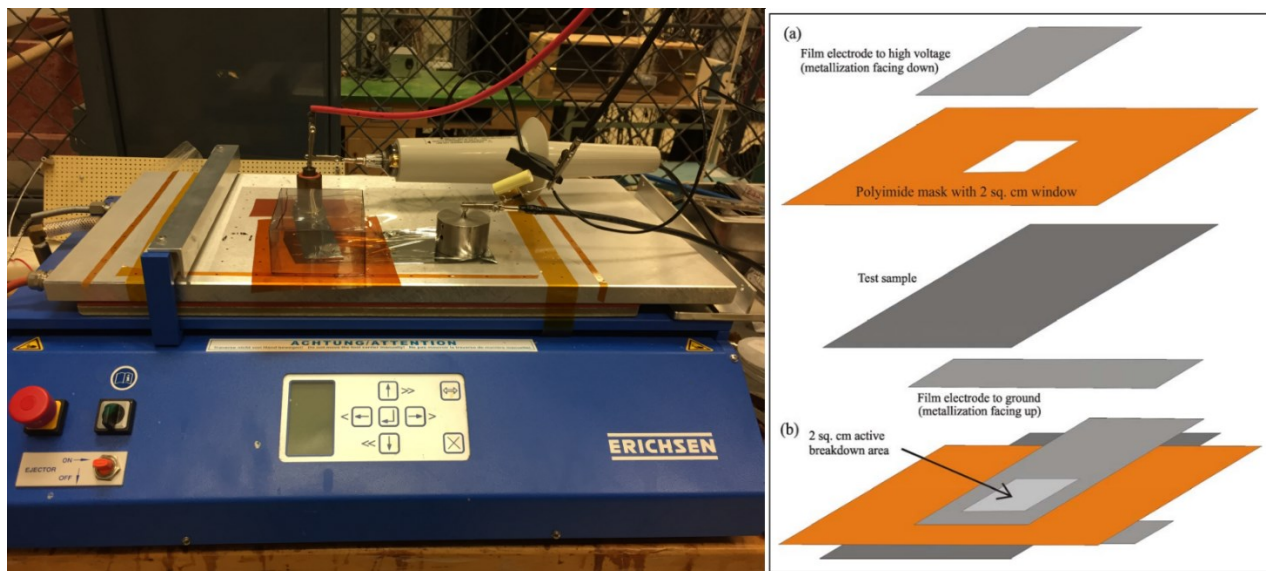 ACHTUNG/ATTENTION
ERICHSEN
ON
EJECTOR
OFF
(a)
Film electrode to high voltage
(metallization facing down)
Polyimide mask with 2 sq. cm window
Test sample
Film electrode to ground
(metallization facing up)
(b)
2 sq. cm active
breakdown area